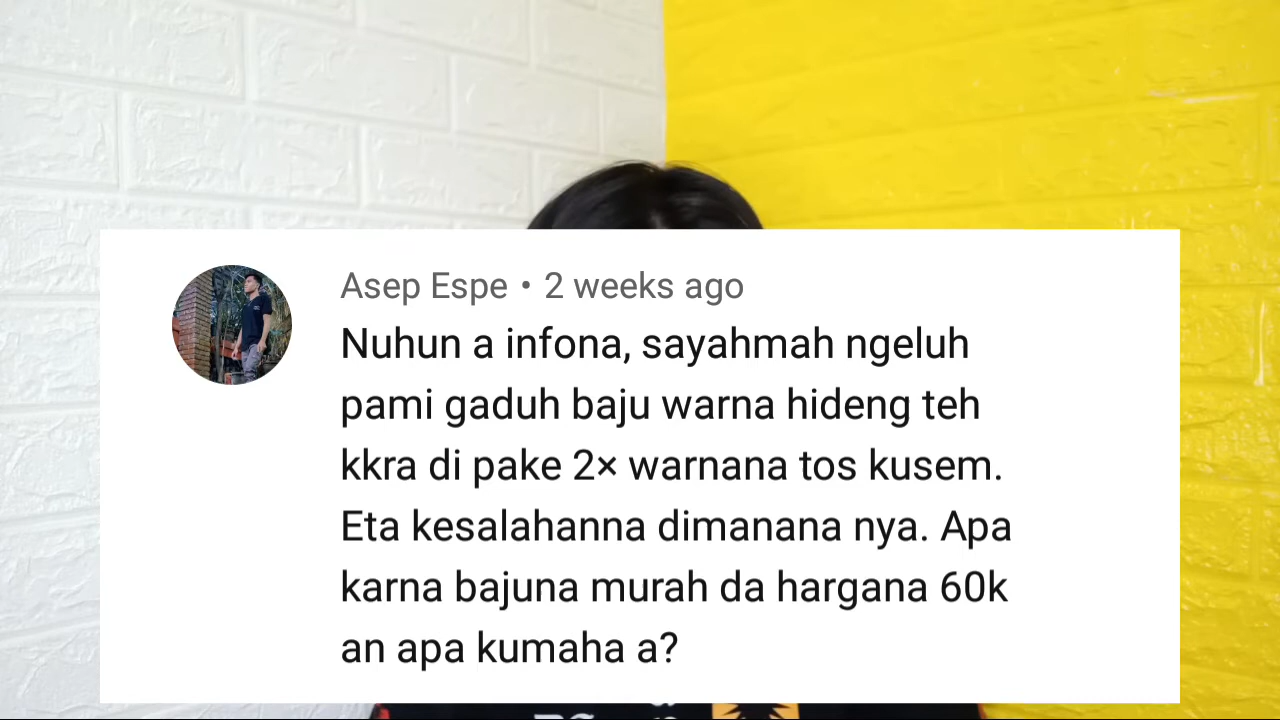 Asep Espe • 2 weeks ago
Nuhun a infona, sayahmah ngeluh
pami gaduh baju warna hideng teh
kkra di pake 2× warnana tos kusem.
Eta kesalahanna dimanana nya. Apa
karna bajuna murah da hargana 60k
an apa kumaha a?